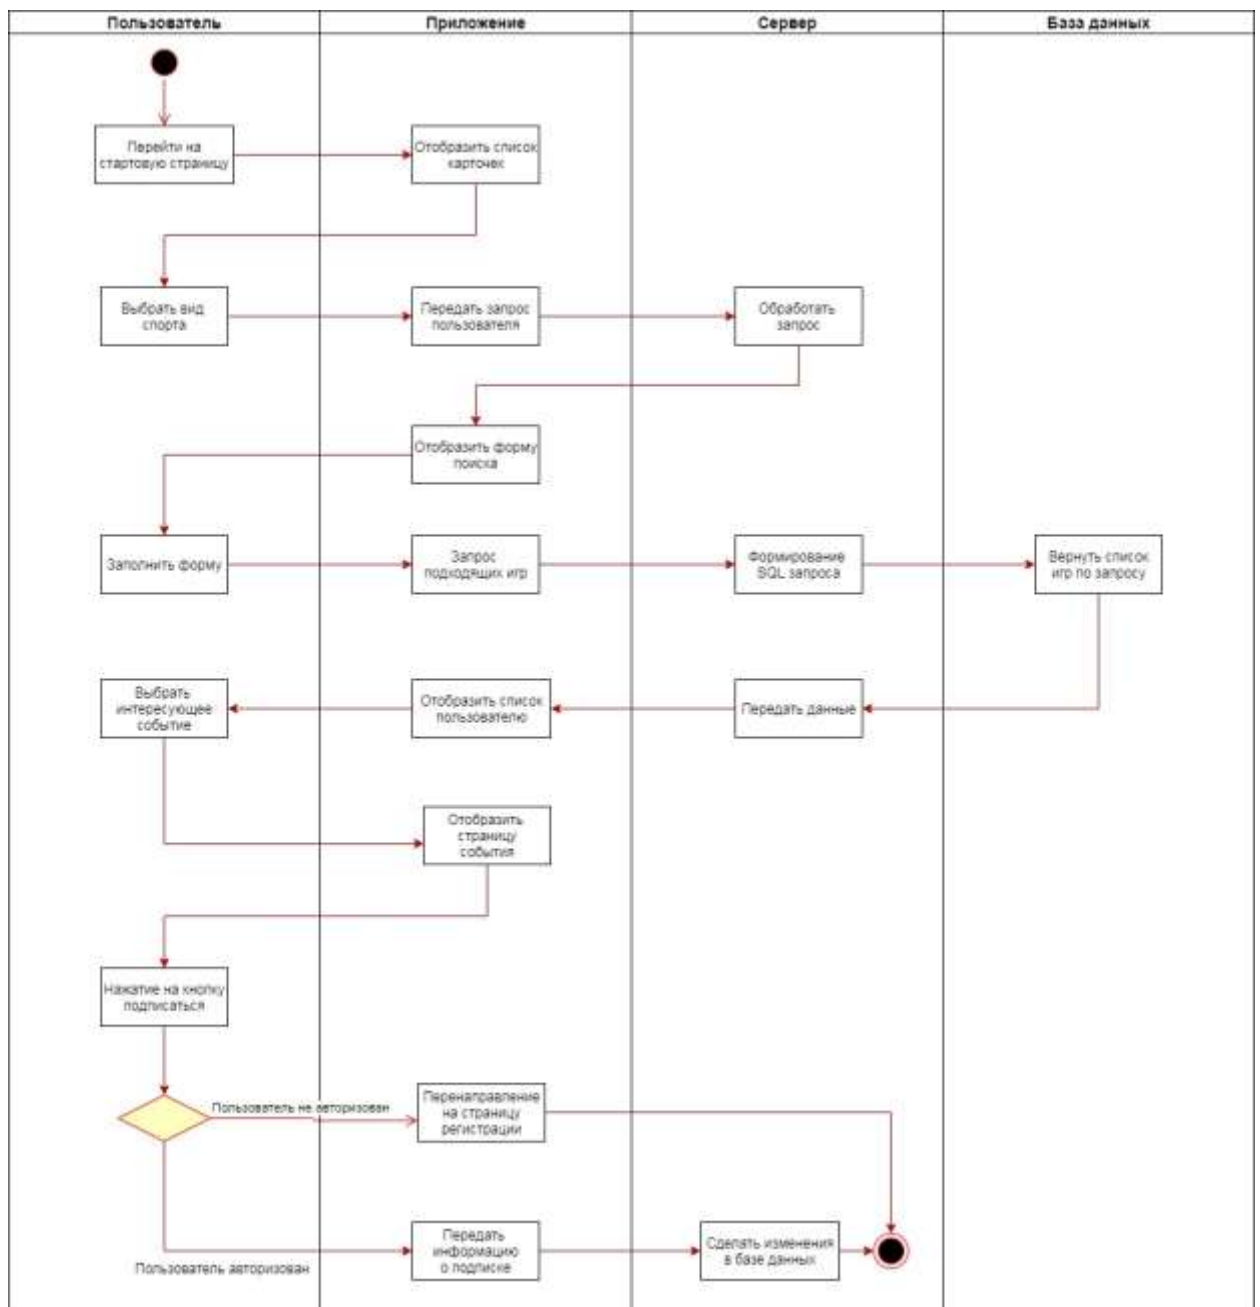 Пользователь
Приложение
Сервер
База данных
Перейти на
стартовую страницу
Отобразить список
карточек
Выбрать вид
спорта
Передать запрос
пользователя
Обработать
запрос
Отобразить форму
поиска
Заполнить форму
Запрос
подходящих игр
Формирование
SQL запроса
Вернуть список
игр по запросу
Выбрать
интересующее
событие
Отобразить список
пользователю
Передать данные
Отобразить
страницу
события
Нажатие на кнопку
подписаться
Пользователь не авторизован
Перенаправление
на страницу
регистрации
Пользователь авторизован
Передать
информацию
о подписке
Сделать изменения
в базе данных